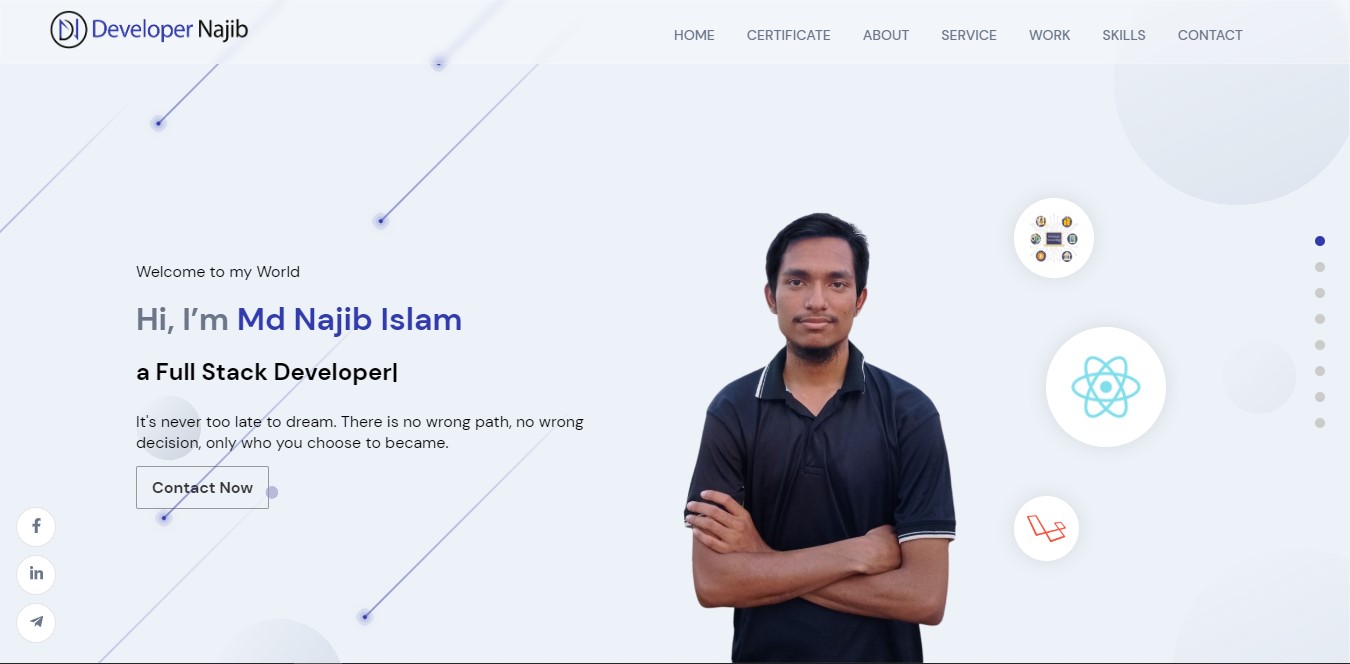 Developer Najib
HOME CERTIFICATE ABOUT SERVICE WORK SKILLS CONTACT
Welcome to my World
Hi, I’m Md Najib Islam
a Full Stack Developer|
It's never too late to dream. There is no wrong path, no wrong
decision, only who you choose to became.
Contact Now